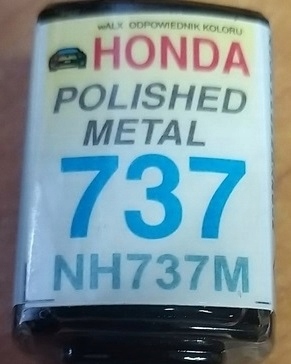 wALX ODPOWIEDNIK KOLORU
HONDA
POLISHED
METAL
737
NH737M